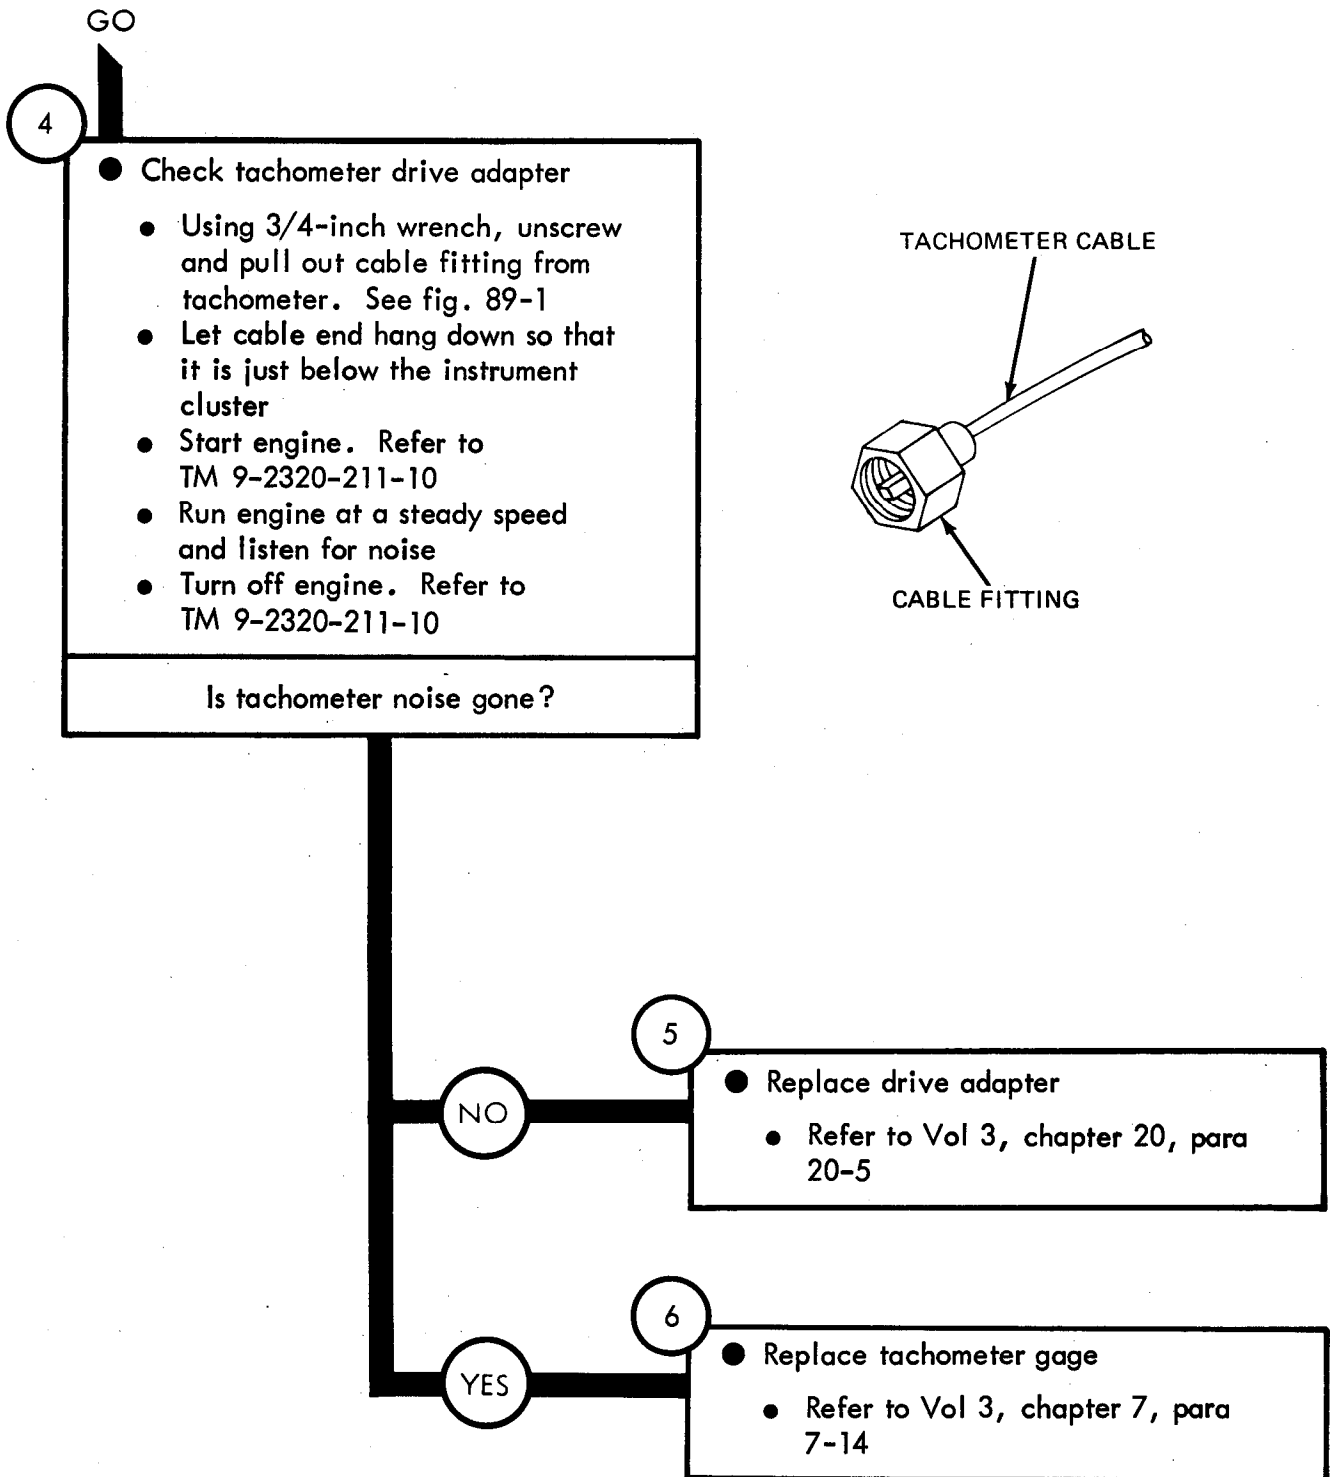 GO
4
● Check tachometer drive adapter
● Using 3/4-inch wrench, unscrew
and pull out cable fitting from
tachometer. See fig. 89-1
● Let cable end hang down so that
it is just below the instrument
cluster
● Start engine. Refer to
TM 9-2320-211-10
● Run engine at a steady speed
and listen for noise
● Turn off engine. Refer to
TM 9-2320-211-10
Is tachometer noise gone?
TACHOMETER CABLE
CABLE FITTING
NO
5
● Replace drive adapter
● Refer to Vol 3, chapter 20, para
20-5
YES
6
● Replace tachometer gage
● Refer to Vol 3, chapter 7, para
7-14